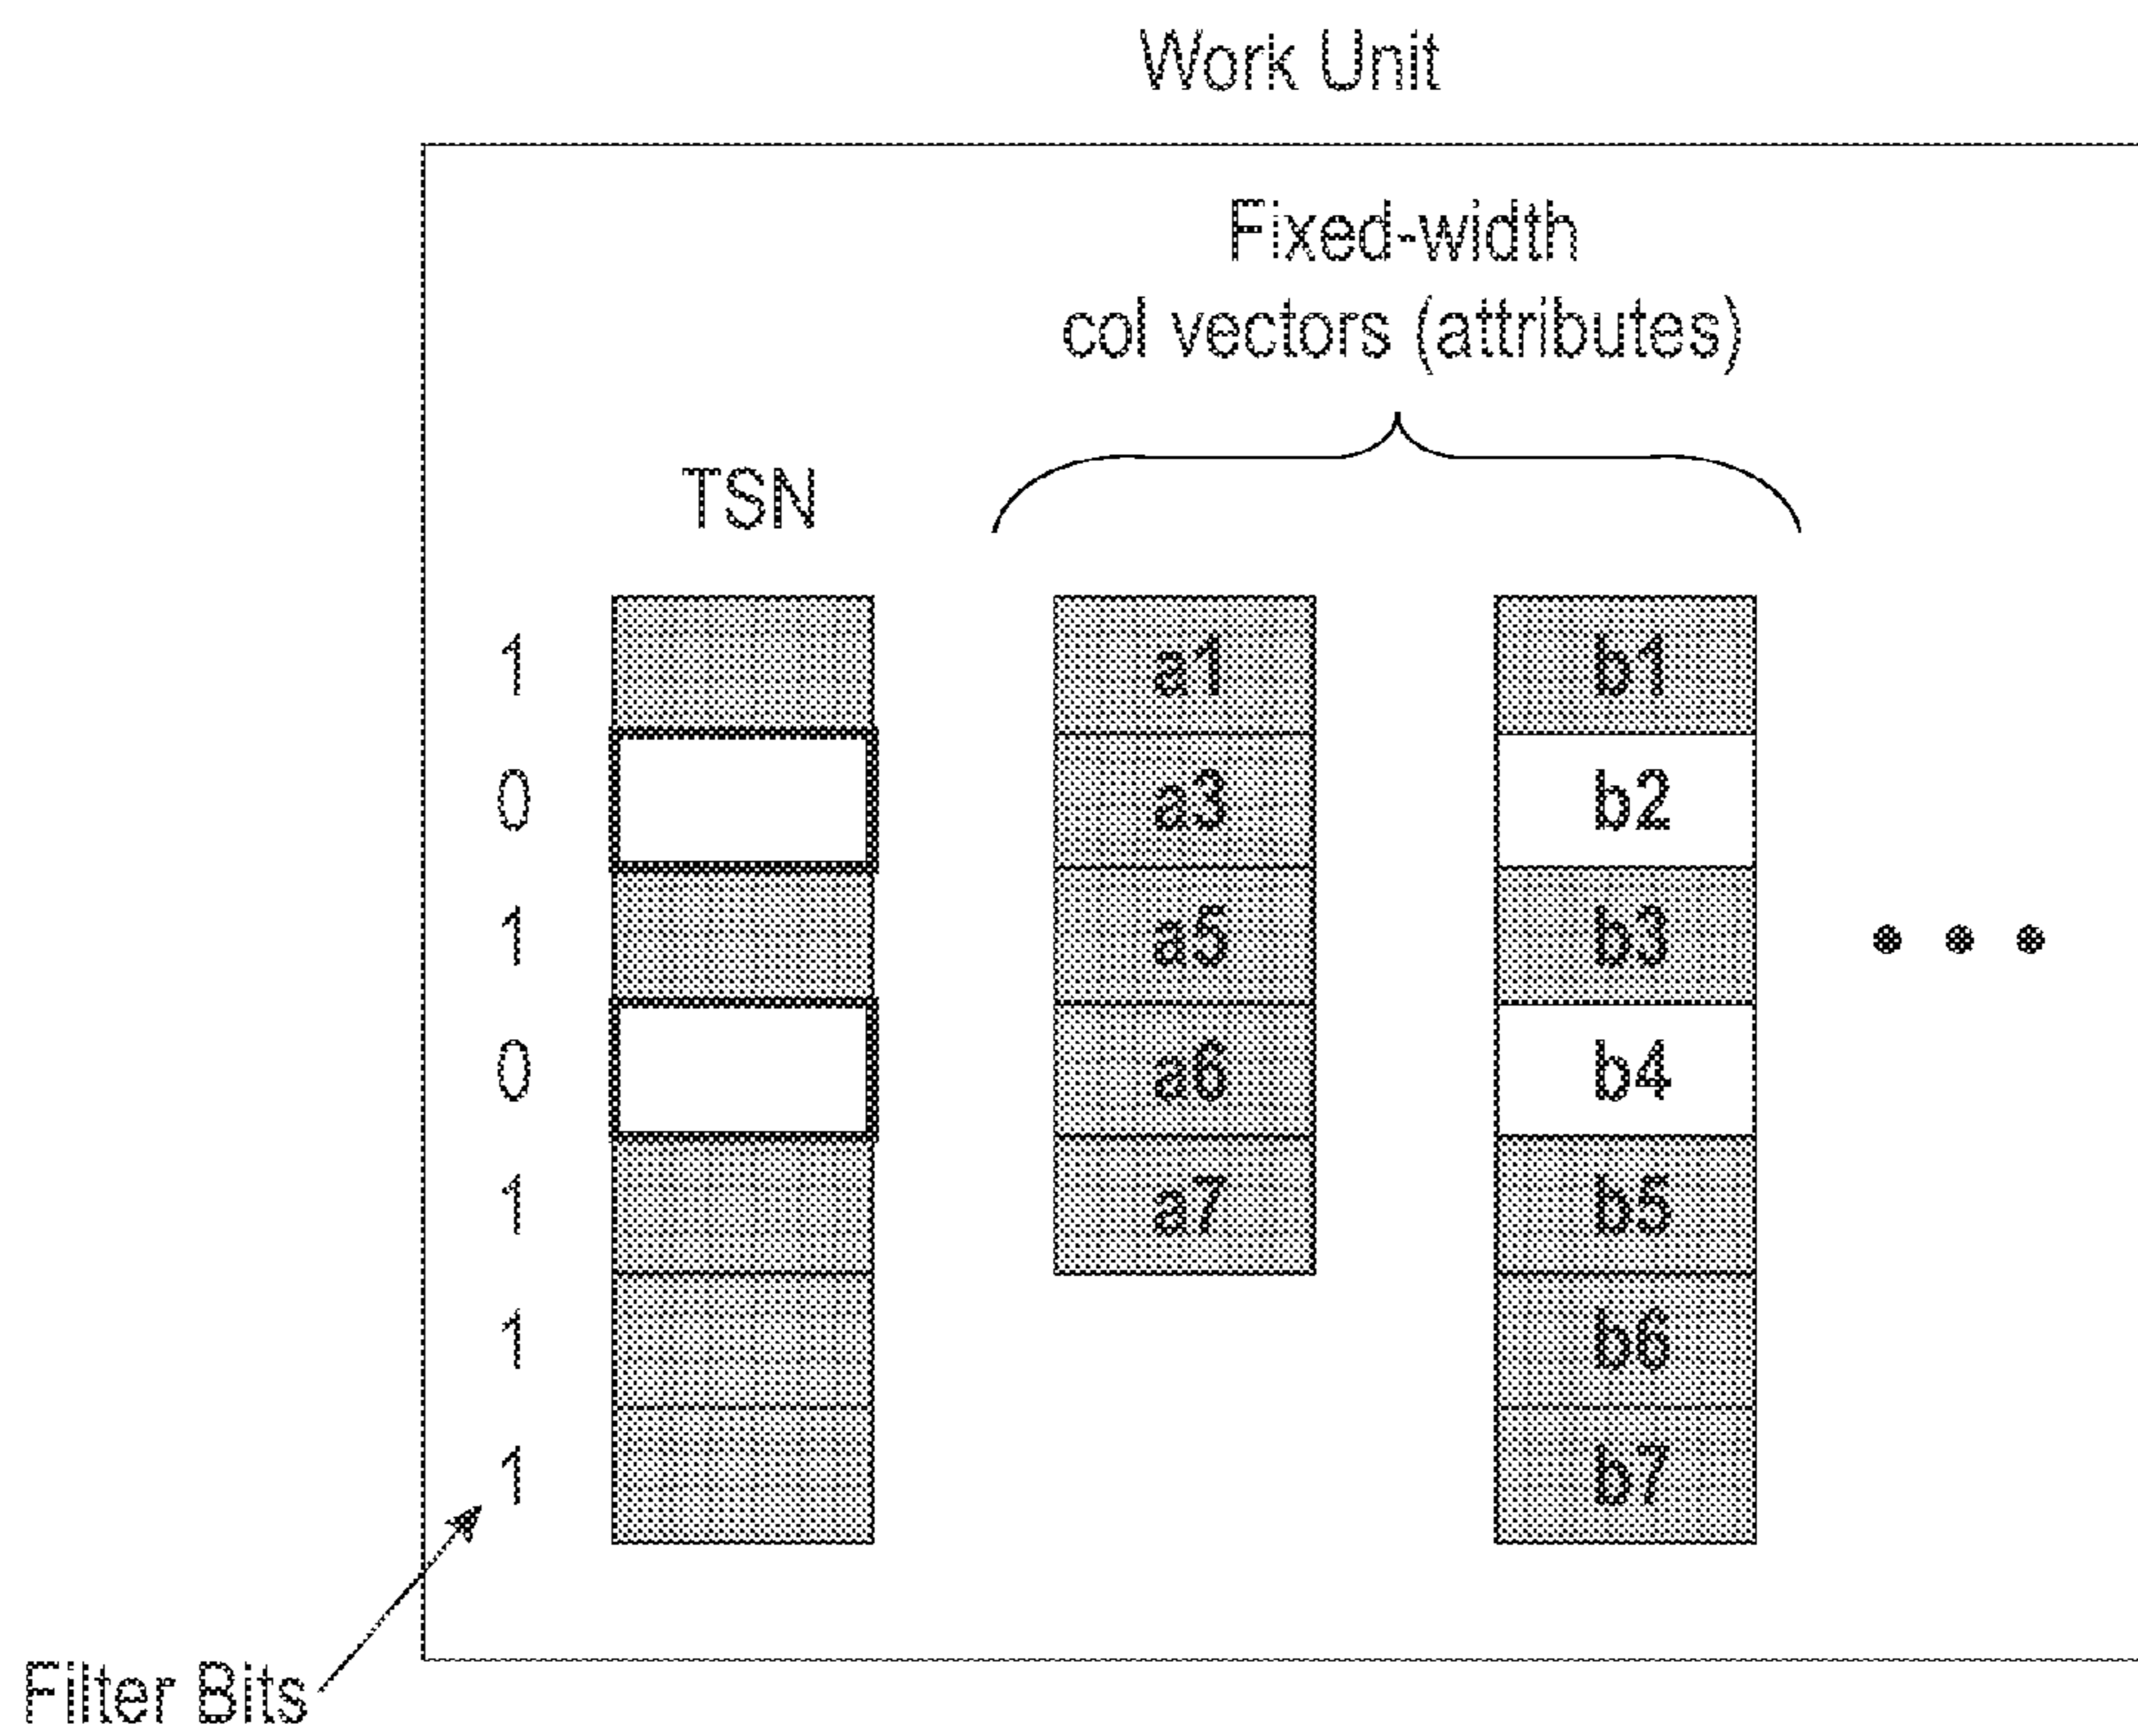 Work Unit
Fixed-width
col vectors (attributes)
TSN
1 a1 b1
0 a3 b2
1 a5 b3
0 a6 b4
1 a7 b5
1 b6
1 b7
Filter Bits